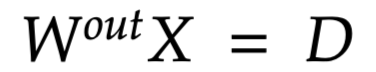 W^{out}X = D